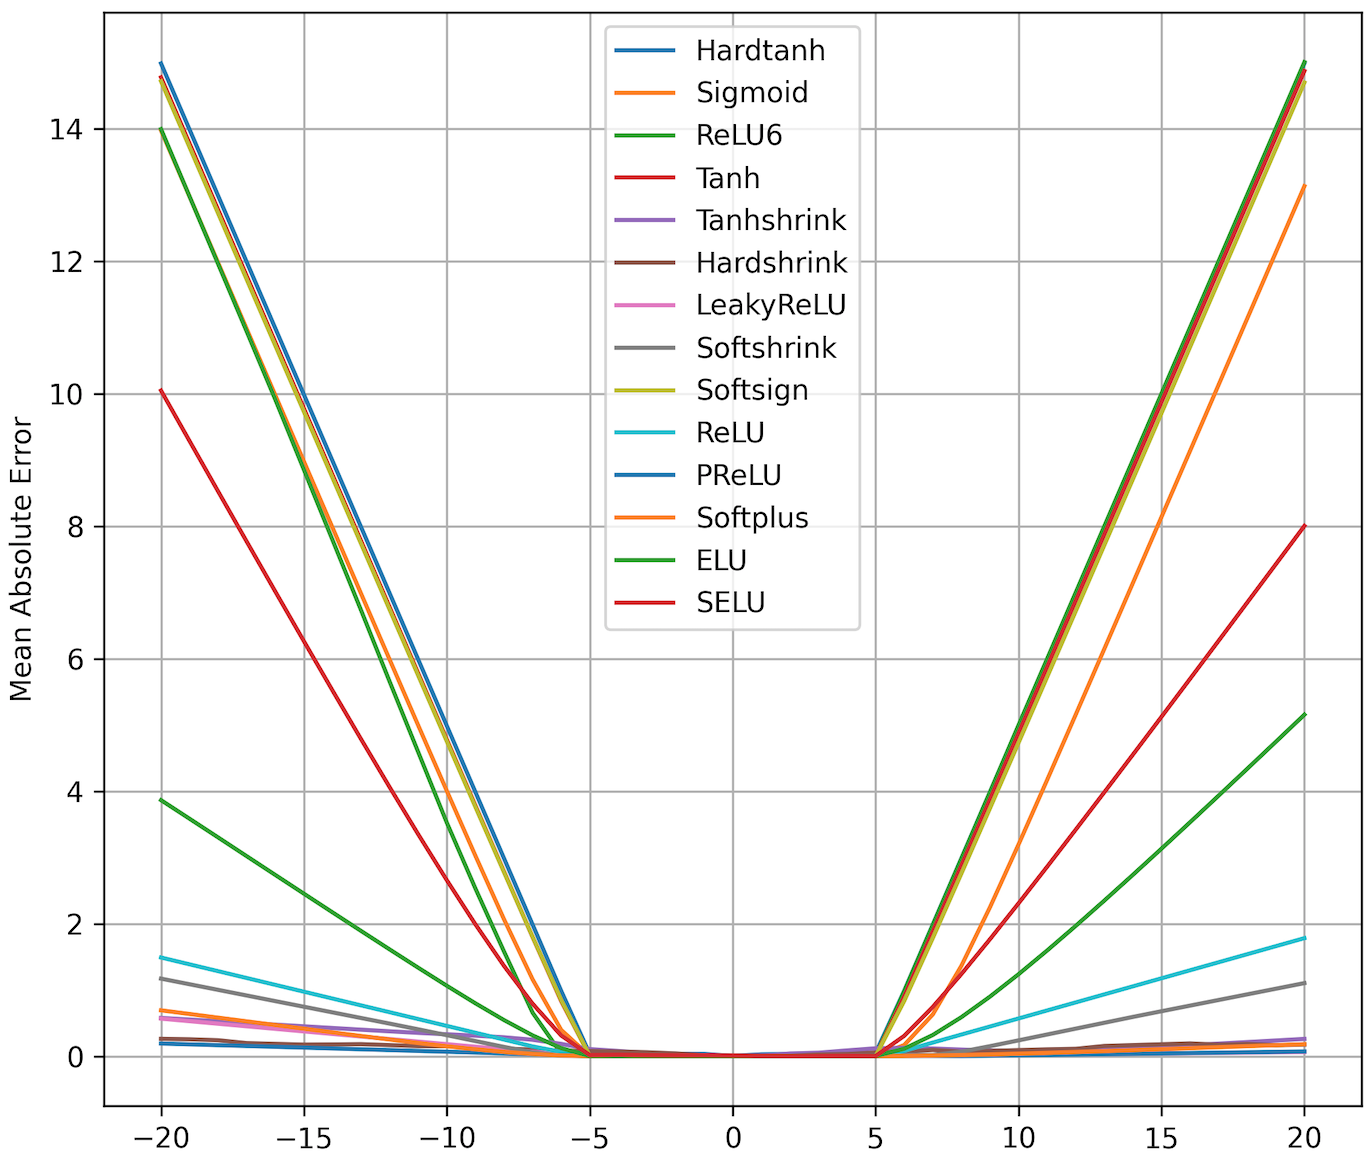 Mean Absolute Error
14
12
10
8
6
4
2
0
Hardtanh
Sigmoid
ReLU6
Tanh
Tanhshrink
Hardshrink
LeakyReLU
Softshrink
Softsign
ReLU
PReLU
Softplus
ELU
SELU
−20 −15 −10 −5 0 5 10 15 20